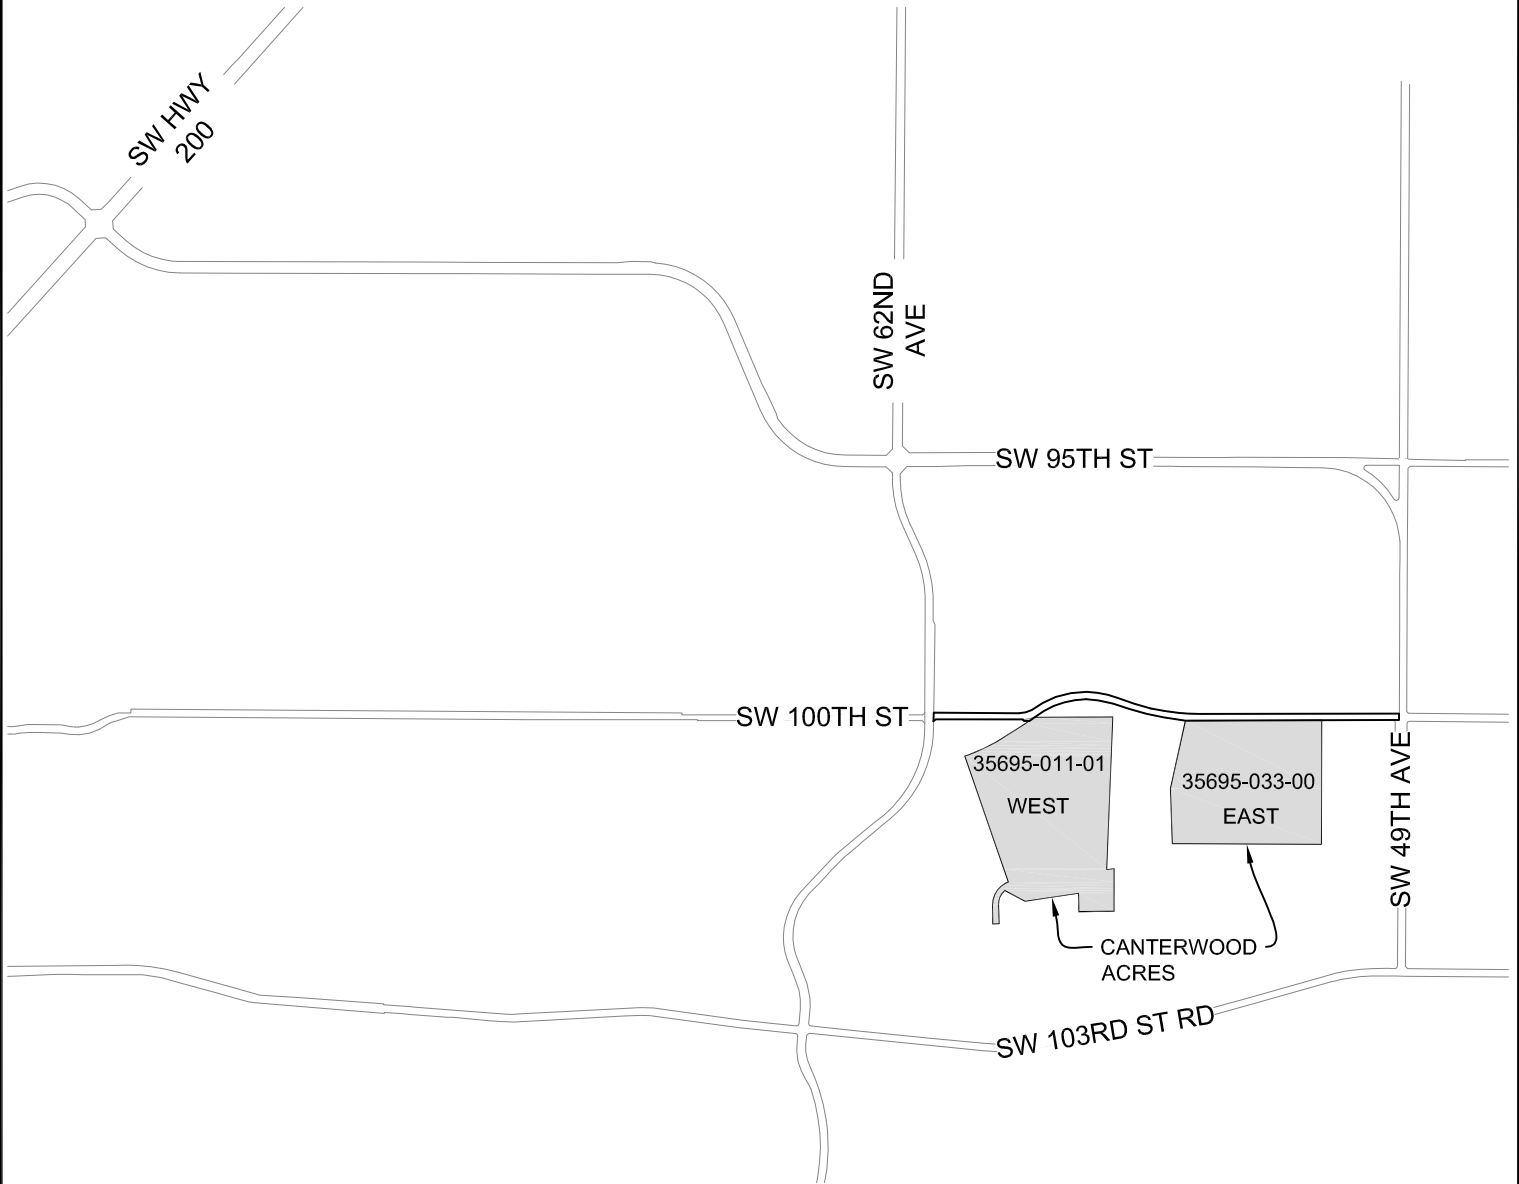 SW HWY
200
SW 62ND
AVE
SW 95TH ST
SW 100TH ST
35695-011-01
WEST
35695-033-00
EAST
SW 49TH AVE
CANTERWOOD
ACRES
SW 103RD ST RD